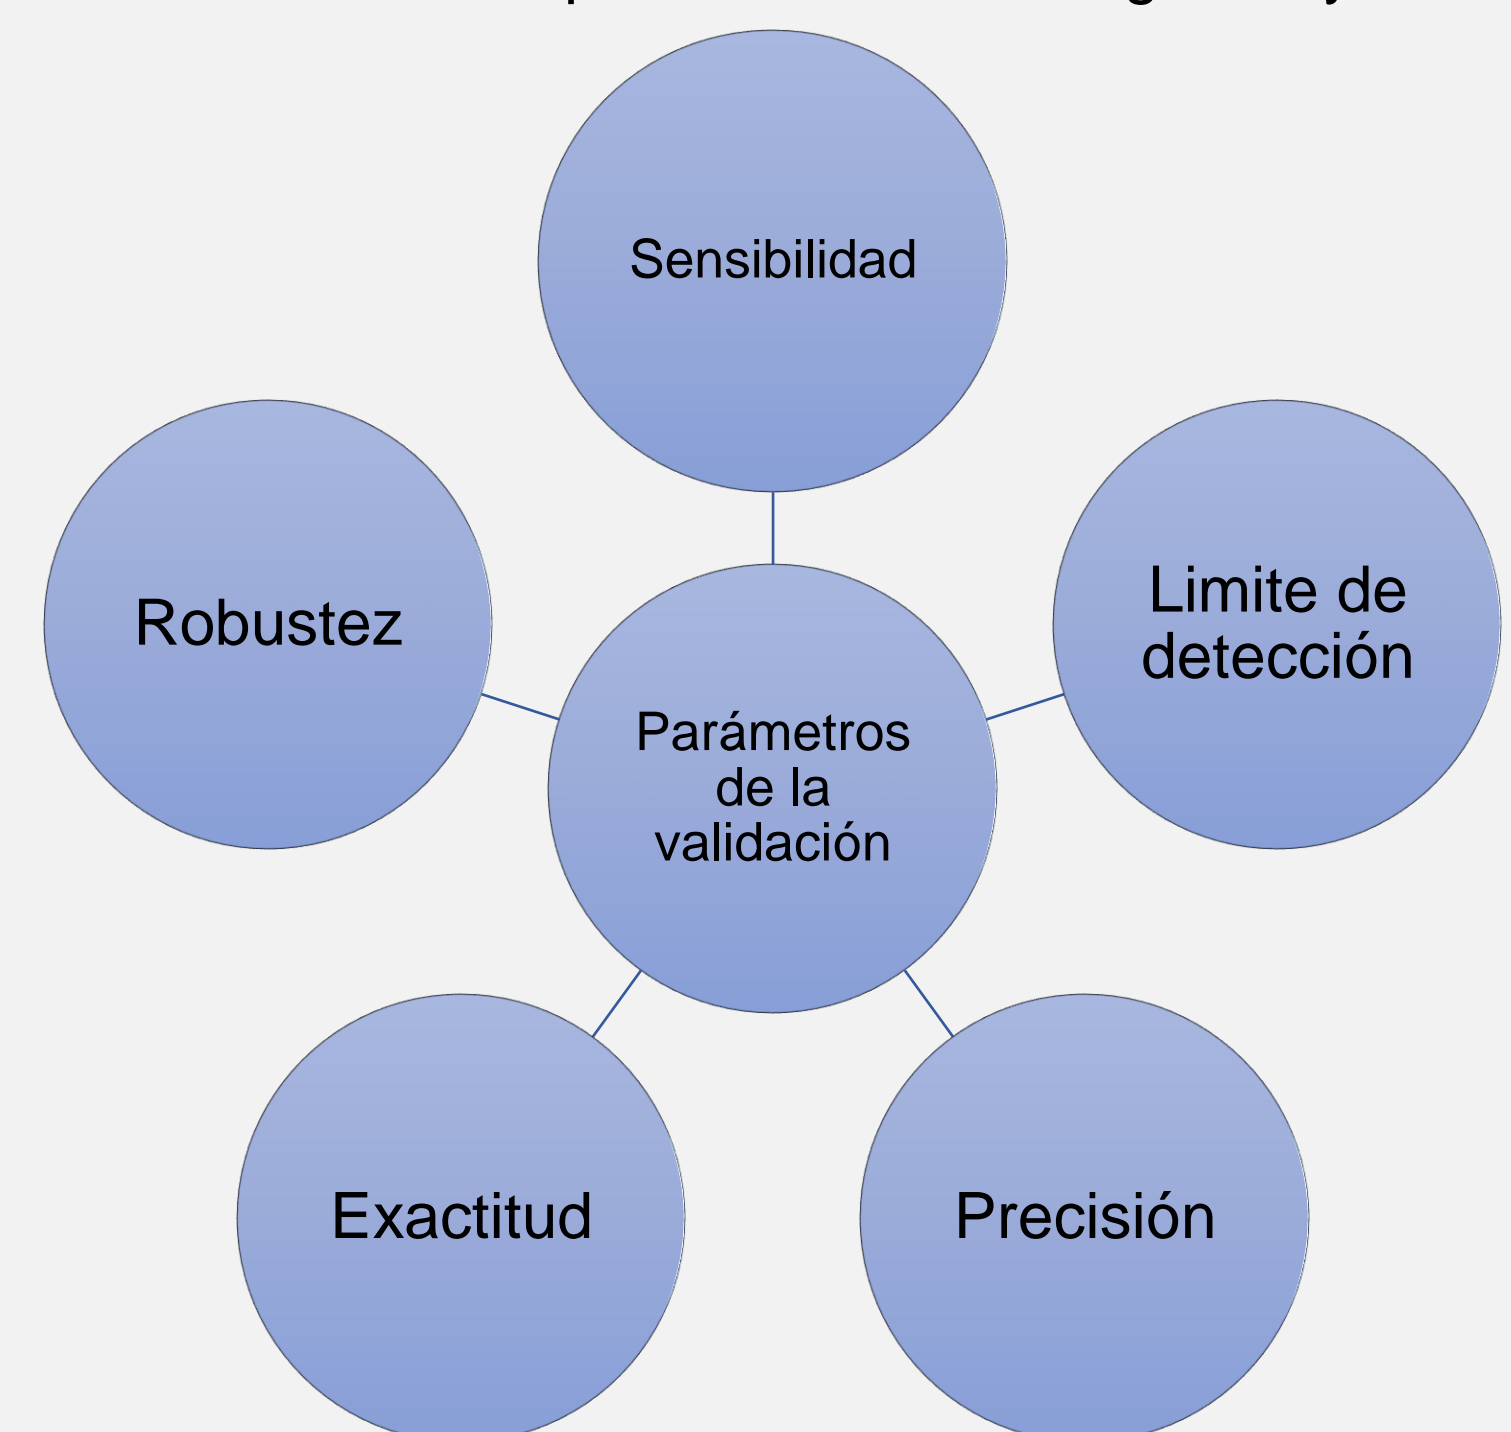 Sensibilidad
Robustez
Limite de
detección
Parámetros
de la
validación
Exactitud
Precisión